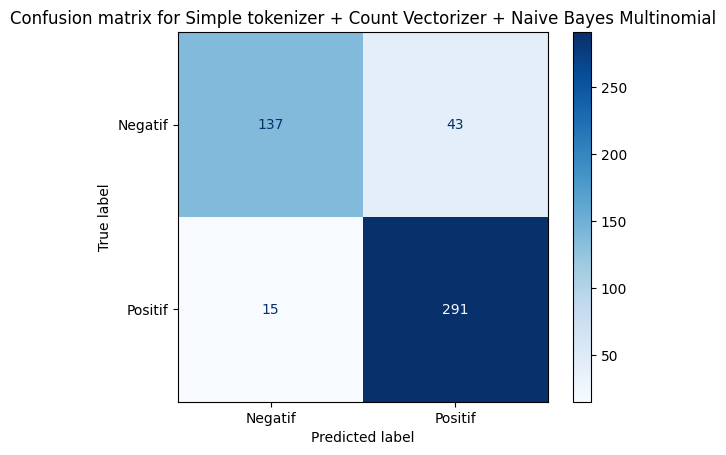 Confusion matrix for Simple tokenizer + Count Vectorizer + Naive Bayes Multinomial
Negatif
137
43
Positif
15
291
True label
Negatif
Positif
Predicted label
250
200
150
100
50